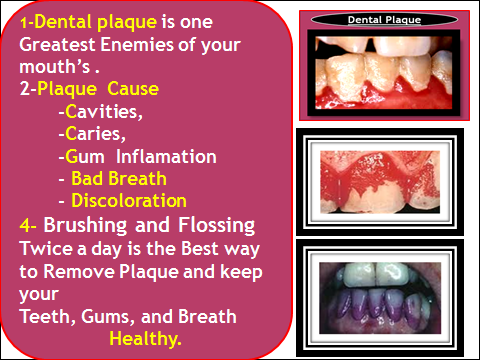 1-Dental plaque is one
Greatest Enemies of your
mouth's .
2-Plaque Cause
-Cavities,
-Caries,
-Gum Inflamation
- Bad Breath
- Discoloration
4- Brushing and Flossing
Twice a day is the Best way
to Remove Plaque and keep
your
Teeth, Gums, and Breath
Healthy.
Dental Plaque